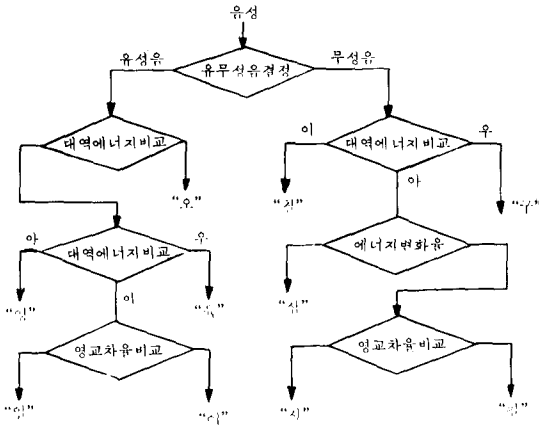 음성
유성음
무성음
유무성음결정
대역에너지비교
이
대역에너지비교
우
"오"
아
"칠"
"구"
아
대역에너지비교
우
에너지변화율
"육"
이
"삼"
영교차율비교
영교차율비교
"사"